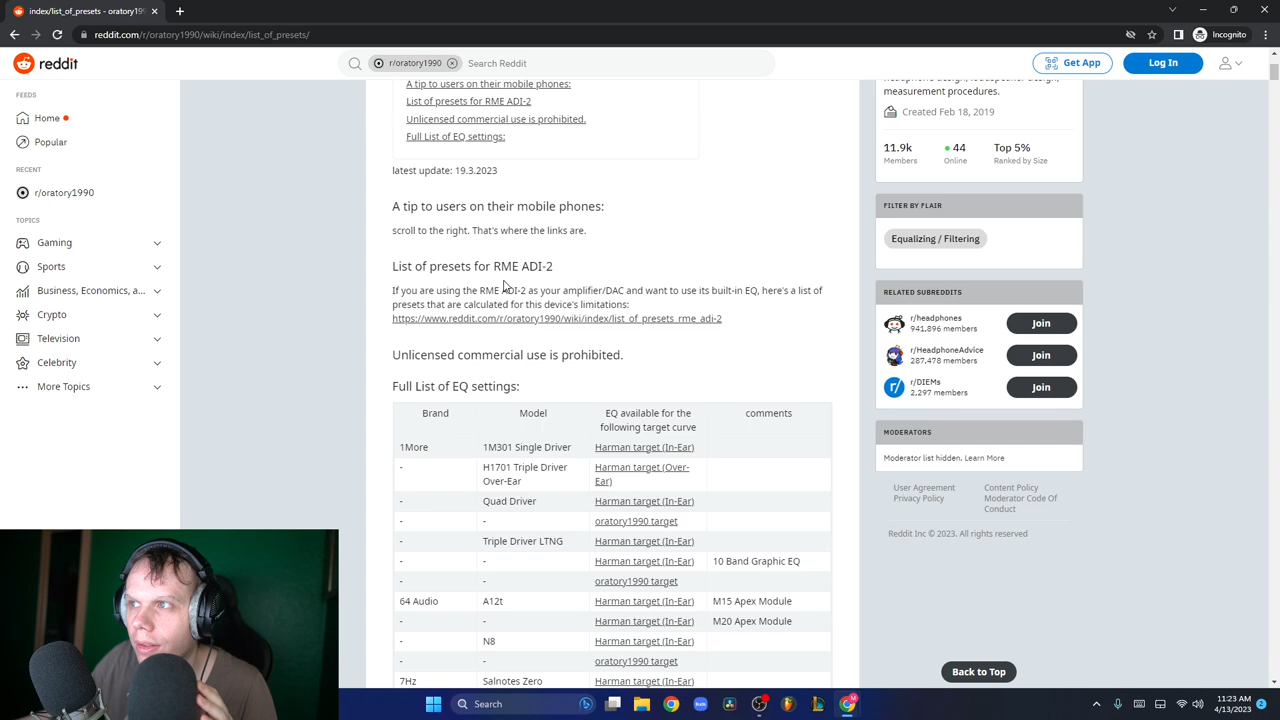 index/list_of_presets - oratory1990
reddit.com/r/oratory1990/wiki/index/list_of_presets/
Incognito
reddit
r/oratory1990
Search Reddit
Get App
Log In
FEEDS
Home
Popular
RECENT
r/oratory1990
TOPICS
Gaming
Sports
Business, Economics, a...
Crypto
Television
Celebrity
More Topics
A tip to users on their mobile phones:
List of presets for RME ADI-2
Unlicensed commercial use is prohibited.
Full List of EQ settings:
latest update: 19.3.2023
A tip to users on their mobile phones:
scroll to the right. That's where the links are.
List of presets for RME ADI-2
If you are using the RME ADI-2 as your amplifier/DAC and want to use its built-in EQ, here's a list of
presets that are calculated for this device's limitations:
https://www.reddit.com/r/oratory1990/wiki/index/list_of_presets_rme_adi-2
Unlicensed commercial use is prohibited.
Full List of EQ settings:
Brand Model EQ available for the following target curve comments
1More 1M301 Single Driver Harman target (In-Ear)
- H1701 Triple Driver Over-Ear Harman target (Over-Ear)
- Quad Driver Harman target (In-Ear)
- - oratory1990 target
- Triple Driver LTNG Harman target (In-Ear)
- - Harman target (In-Ear) 10 Band Graphic EQ
- - oratory1990 target
64 Audio A12t Harman target (In-Ear) M15 Apex Module
- - Harman target (In-Ear) M20 Apex Module
- N8 Harman target (In-Ear)
- - oratory1990 target
7Hz Salnotes Zero Harman target (In-Ear)
measurement procedures.
Created Feb 18, 2019
11.9k 44 Top 5%
Members Online Ranked by Size
FILTER BY FLAIR
Equalizing / Filtering
RELATED SUBREDDITS
r/headphones
941,896 members
Join
r/HeadphoneAdvice
287,478 members
Join
r/DIEMs
2,297 members
Join
MODERATORS
Moderator list hidden. Learn More
User Agreement
Privacy Policy
Content Policy
Moderator Code Of
Conduct
Reddit Inc © 2023. All rights reserved
Back to Top
Search
11:23 AM
4/13/2023
2